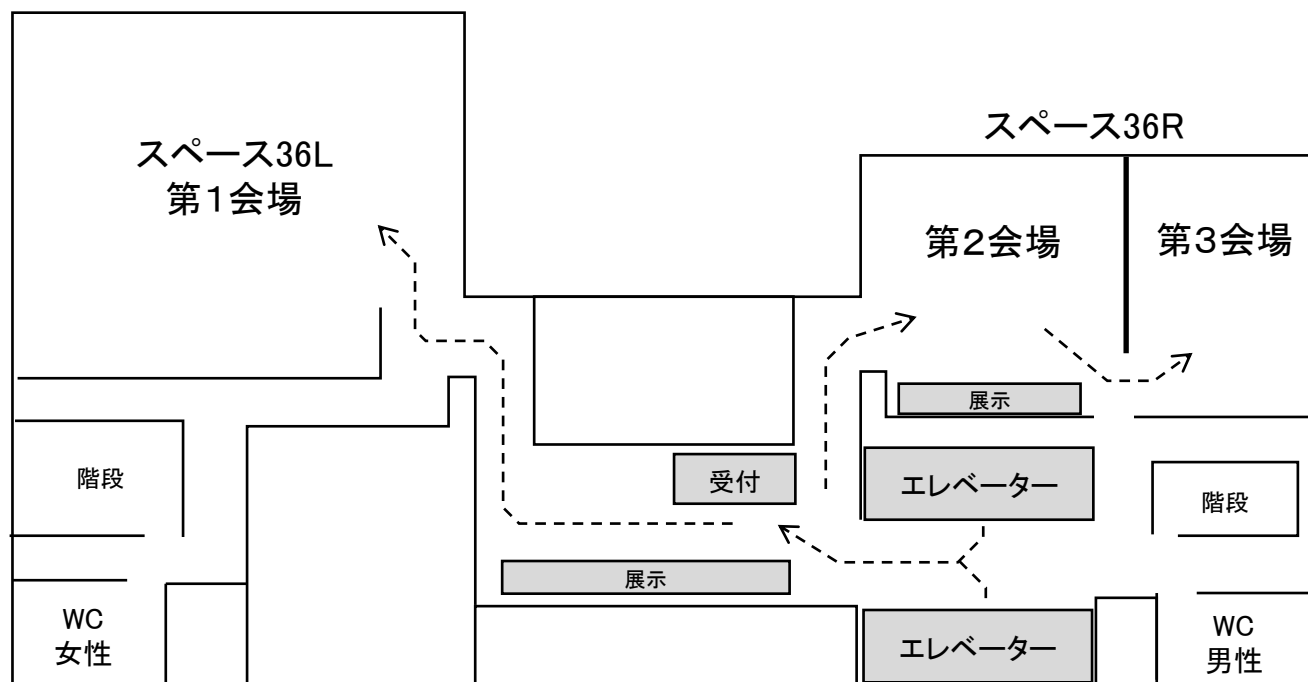 スペース36L
第1会場
スペース36R
第2会場
第3会場
展示
階段
受付
エレベーター
階段
展示
WC
女性
エレベーター
WC
男性